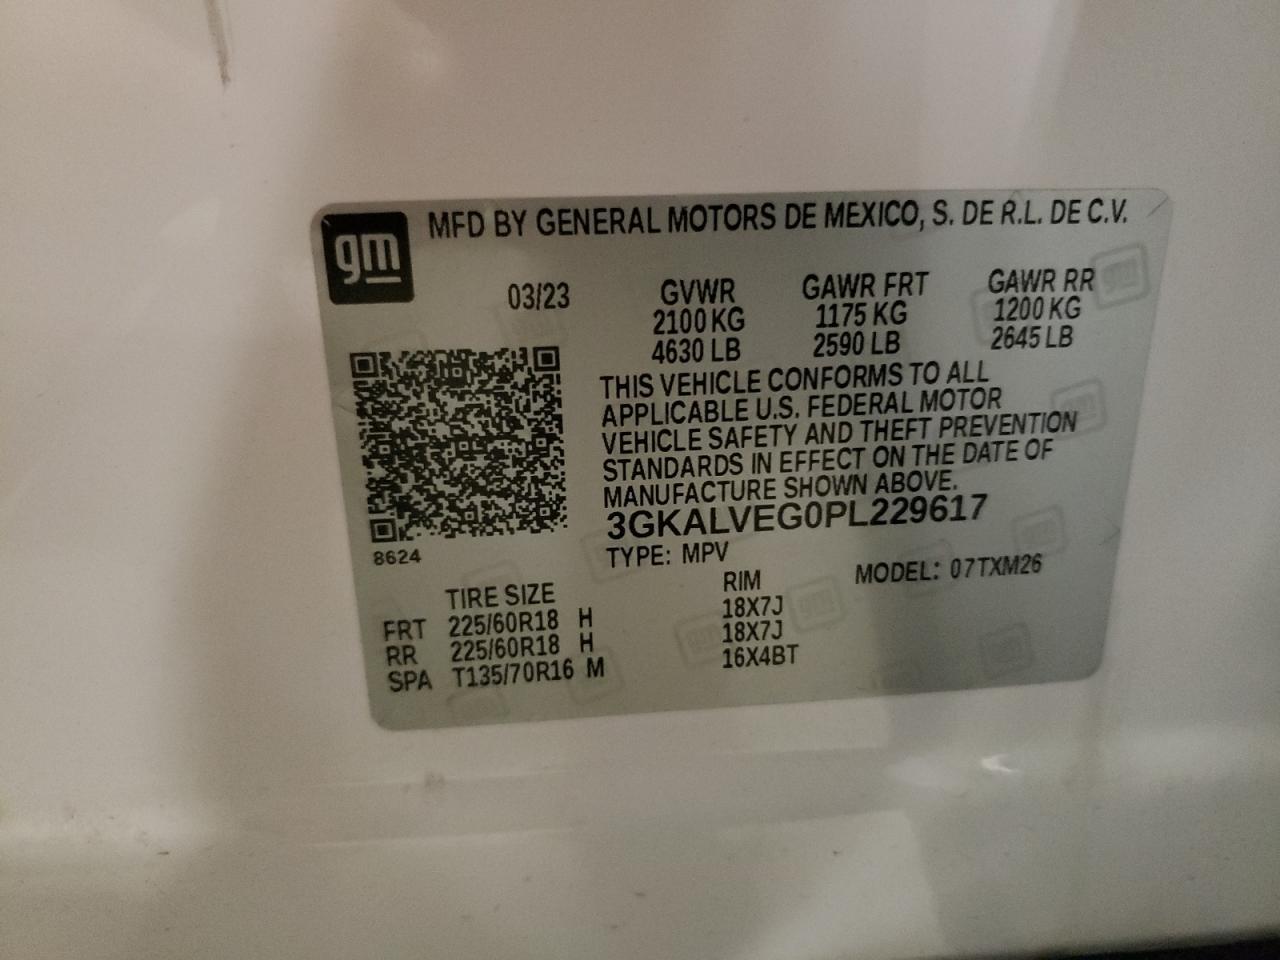 gm MFD BY GENERAL MOTORS DE MEXICO, S. DE R.L. DE C.V.
03/23 GVWR GAWR FRT GAWR RR
2100 KG 1175 KG 1200 KG
4630 LB 2590 LB 2645 LB
THIS VEHICLE CONFORMS TO ALL
APPLICABLE U.S. FEDERAL MOTOR
VEHICLE SAFETY AND THEFT PREVENTION
STANDARDS IN EFFECT ON THE DATE OF
MANUFACTURE SHOWN ABOVE.
3GKALVEG0PL229617
8624
TYPE: MPV MODEL: 07TXM26
TIRE SIZE RIM
FRT 225/60R18 H 18X7J
RR 225/60R18 H 18X7J
SPA T135/70R16 M 16X4BT